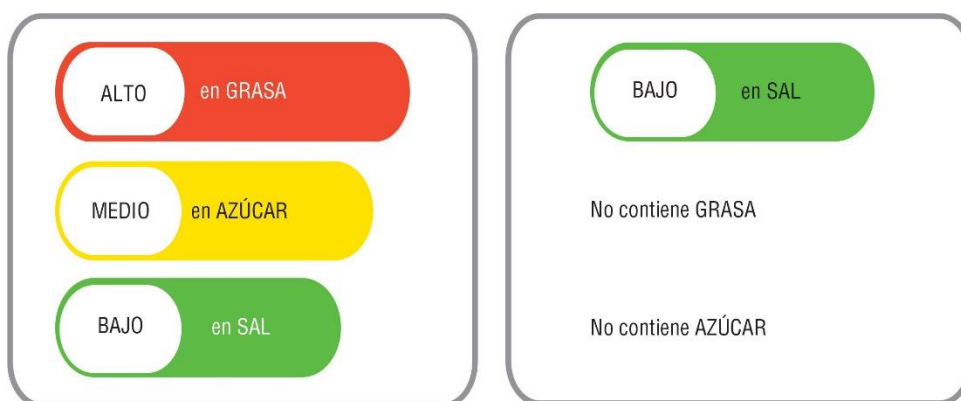 ALTO en GRASA
MEDIO en AZÚCAR
BAJO en SAL
BAJO en SAL
No contiene GRASA
No contiene AZÚCAR